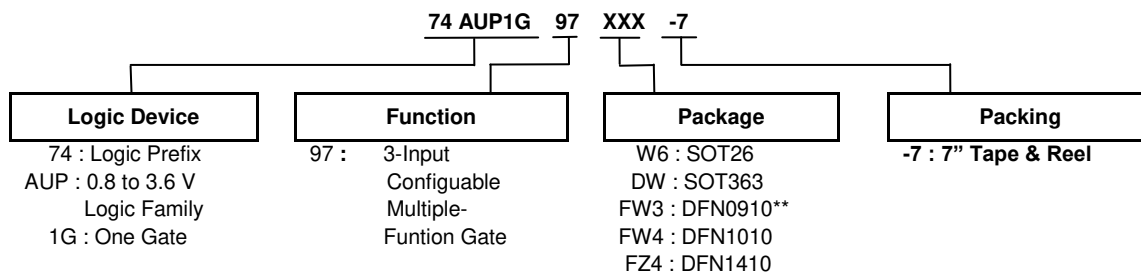 74 AUP1G 97 XXX -7
Logic Device
74 : Logic Prefix
AUP : 0.8 to 3.6 V
Logic Family
1G : One Gate
Function
97 : 3-Input
Configuable
Multiple-
Funtion Gate
Package
W6 : SOT26
DW : SOT363
FW3 : DFN0910**
FW4 : DFN1010
FZ4 : DFN1410
Packing
-7 : 7” Tape & Reel